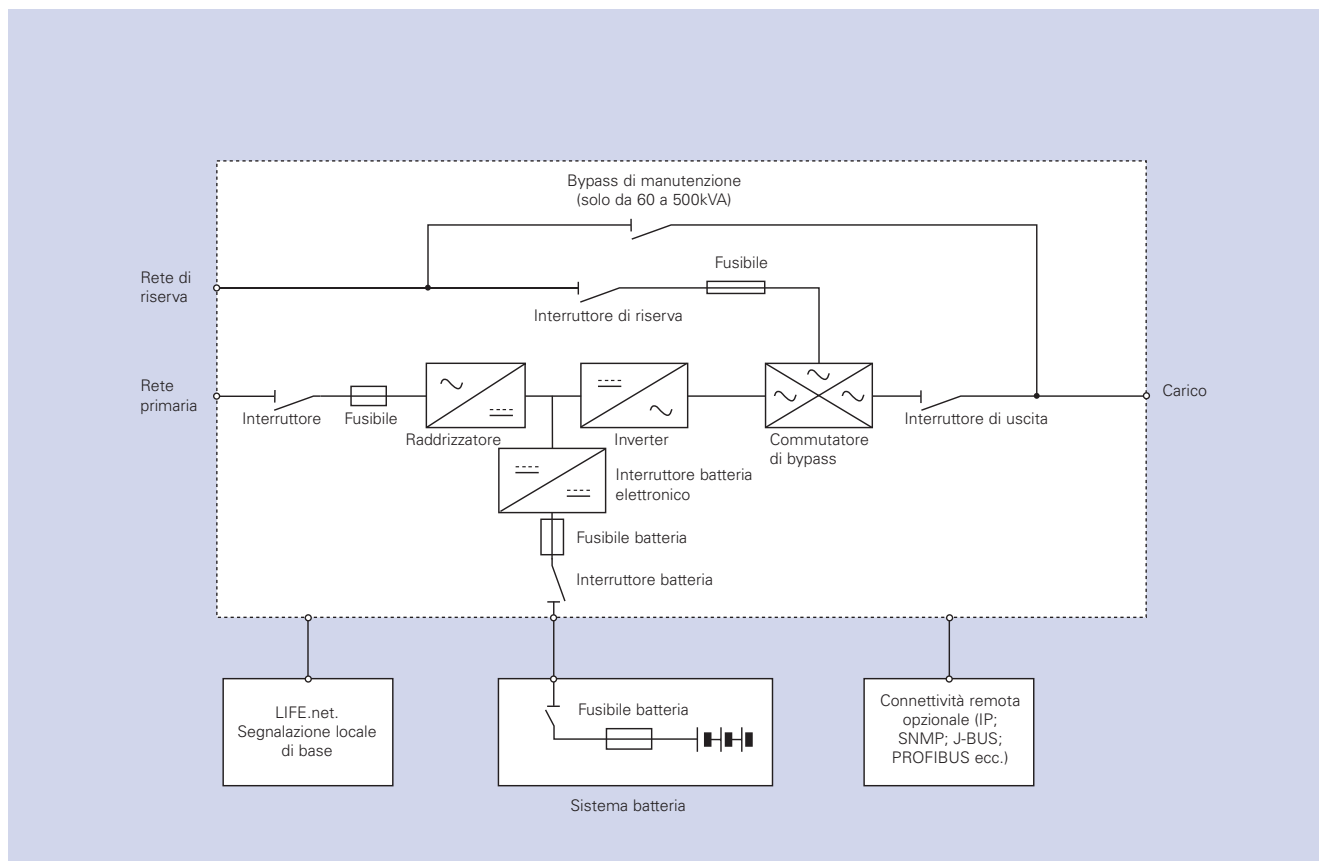 Bypass di manutenzione
(solo da 60 a 500kVA)
Fusibile
Rete di
riserva
Interruttore di riserva
Rete
primaria
Interruttore
Fusibile
Raddrizzatore
Inverter
Commutatore
di bypass
Interruttore di uscita
Carico
Interruttore batteria
elettronico
Fusibile batteria
Interruttore batteria
LIFE.net.
Segnalazione locale
di base
Fusibile batteria
Sistema batteria
Connettività remota
opzionale (IP;
SNMP; J-BUS;
PROFIBUS ecc.)